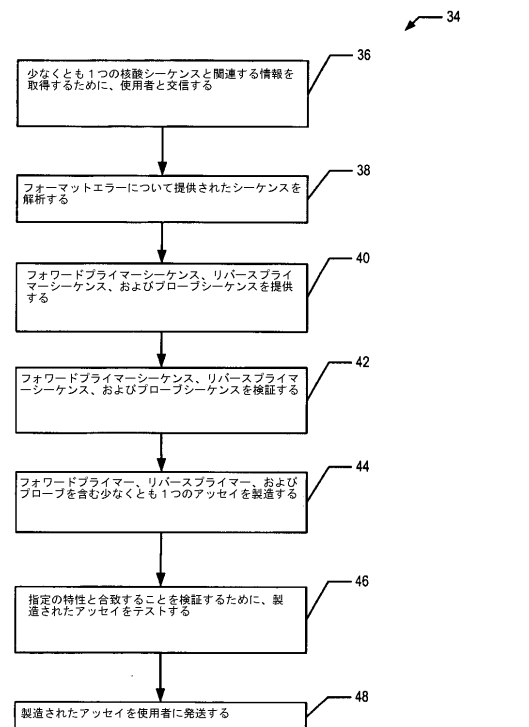 34
36
少なくとも１つの核酸シーケンスと関連する情報を
取得するために、使用者と交信する
38
フォーマットエラーについて提供されたシーケンスを
解析する
40
フォワードプライマーシーケンス、リバースプライ
マーシーケンス、およびプローブシーケンスを提供
する
42
フォワードプライマーシーケンス、リバースプライマ
ーシーケンス、およびプローブシーケンスを検証する
44
フォワードプライマー、リバースプライマー、および
プローブを含む少なくとも１つのアッセイを製造する
46
指定の特性と合致することを検証するために、製
造されたアッセイをテストする
48
製造されたアッセイを使用者に発送する